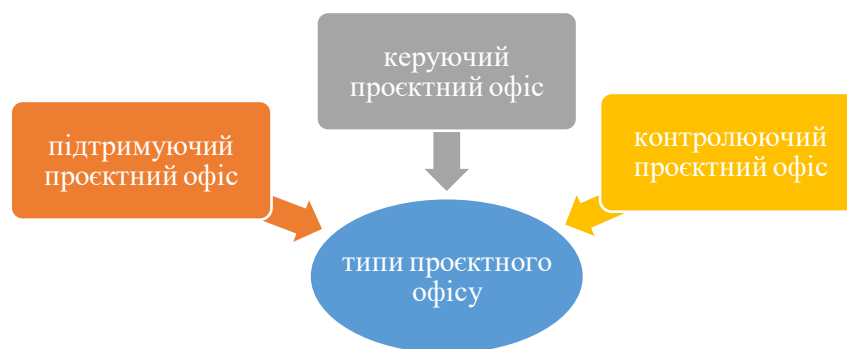 керуючий
проєктний офіс
підтримуючий
проєктний офіс
контролюючий
проєктний офіс
типи проєктного
офісу